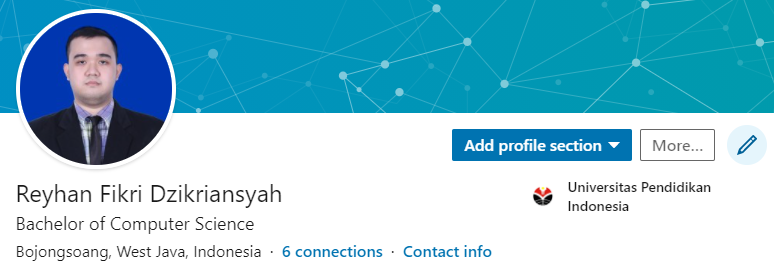 Add profile section
More...
Reyhan Fikri Dzikriansyah
Universitas Pendidikan
Indonesia
Bachelor of Computer Science
Bojongsoang, West Java, Indonesia · 6 connections · Contact info